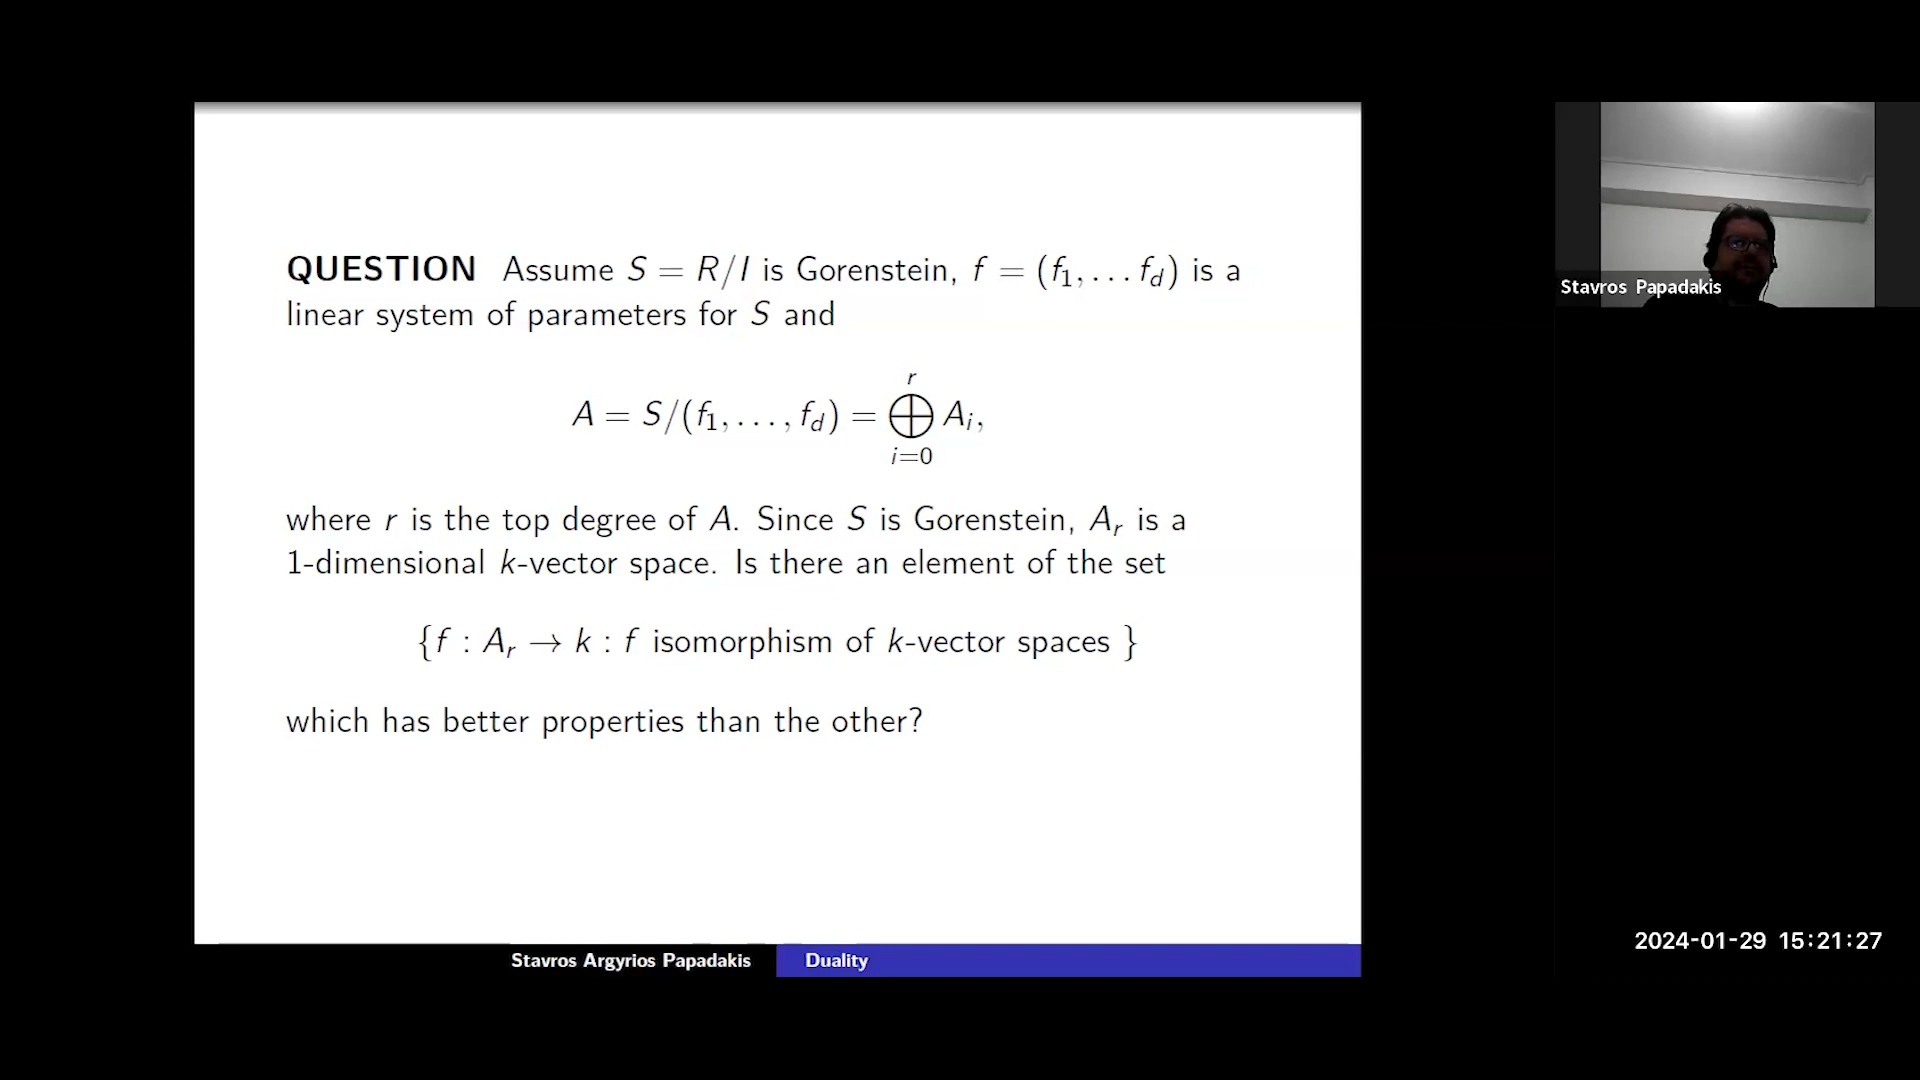 QUESTION Assume S = R/I is Gorenstein, f = (f₁, . . . f_d) is a
linear system of parameters for S and
A = S/(f₁, . . . , f_d) = ⊕_{i=0}^{r} A_i,
where r is the top degree of A. Since S is Gorenstein, A_r is a
1-dimensional k-vector space. Is there an element of the set
{f : A_r → k : f isomorphism of k-vector spaces }
which has better properties than the other?
Stavros Argyrios Papadakis Duality
Stavros Papadakis
2024-01-29 15:21:27